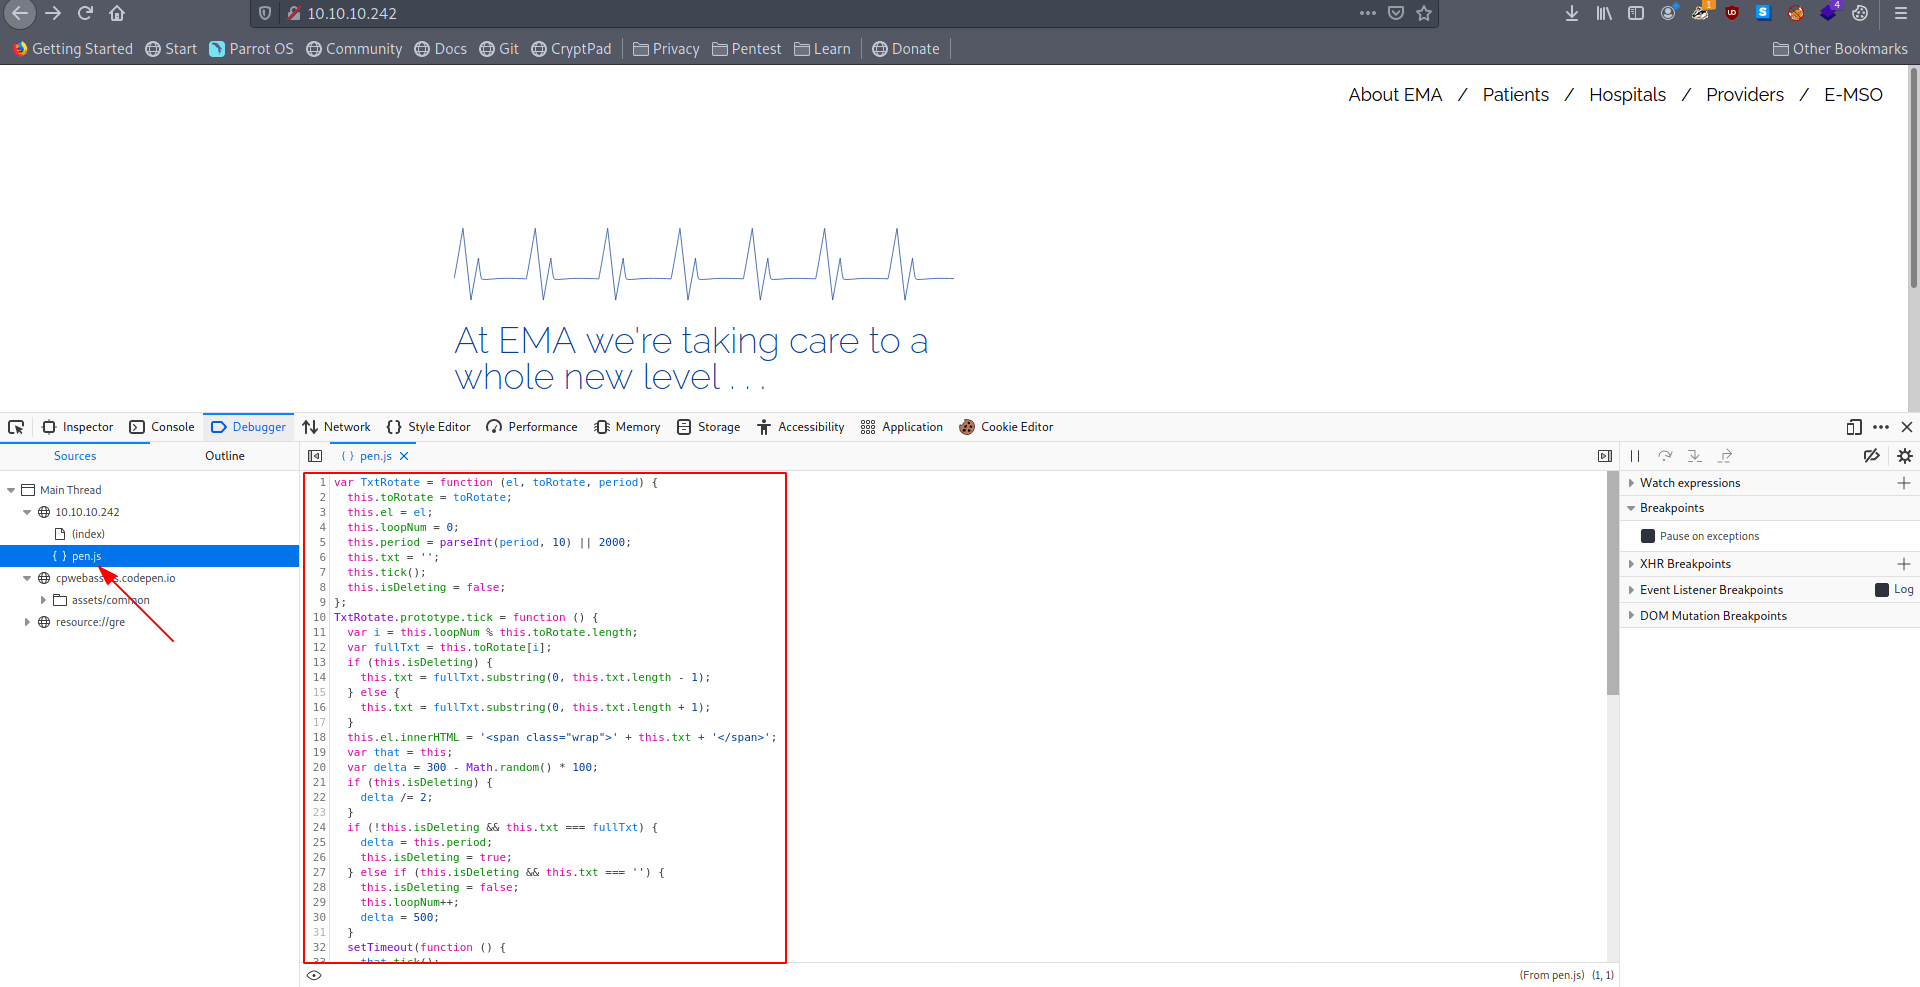 10.10.10.242
1
4
Getting Started Start Parrot OS Community Docs Git CryptPad Privacy Pentest Learn Donate Other Bookmarks
About EMA / Patients / Hospitals / Providers / E-MSO
At EMA we're taking care to a
whole new level . . .
Inspector Console Debugger Network Style Editor Performance Memory Storage Accessibility Application Cookie Editor
Sources Outline
pen.js
Main Thread
10.10.10.242
(index)
pen.js
assets/common
resource://gre
1 var TxtRotate = function (el, toRotate, period) {
2 this.toRotate = toRotate;
3 this.el = el;
4 this.loopNum = 0;
5 this.period = parseInt(period, 10) || 2000;
6 this.txt = '';
7 this.tick();
8 this.isDeleting = false;
9 };
10 TxtRotate.prototype.tick = function () {
11 var i = this.loopNum % this.toRotate.length;
12 var fullTxt = this.toRotate[i];
13 if (this.isDeleting) {
14 this.txt = fullTxt.substring(0, this.txt.length - 1);
15 } else {
16 this.txt = fullTxt.substring(0, this.txt.length + 1);
17 }
18 this.el.innerHTML = '<span class="wrap">' + this.txt + '</span>';
19 var that = this;
20 var delta = 300 - Math.random() * 100;
21 if (this.isDeleting) {
22 delta /= 2;
23 }
24 if (!this.isDeleting && this.txt === fullTxt) {
25 delta = this.period;
26 this.isDeleting = true;
27 } else if (this.isDeleting && this.txt === '') {
28 this.isDeleting = false;
29 this.loopNum++;
30 delta = 500;
31 }
32 setTimeout(function () {
33 that.tick();
Watch expressions
Breakpoints
Pause on exceptions
XHR Breakpoints
Event Listener Breakpoints Log
DOM Mutation Breakpoints
(From pen.js) (1, 1)